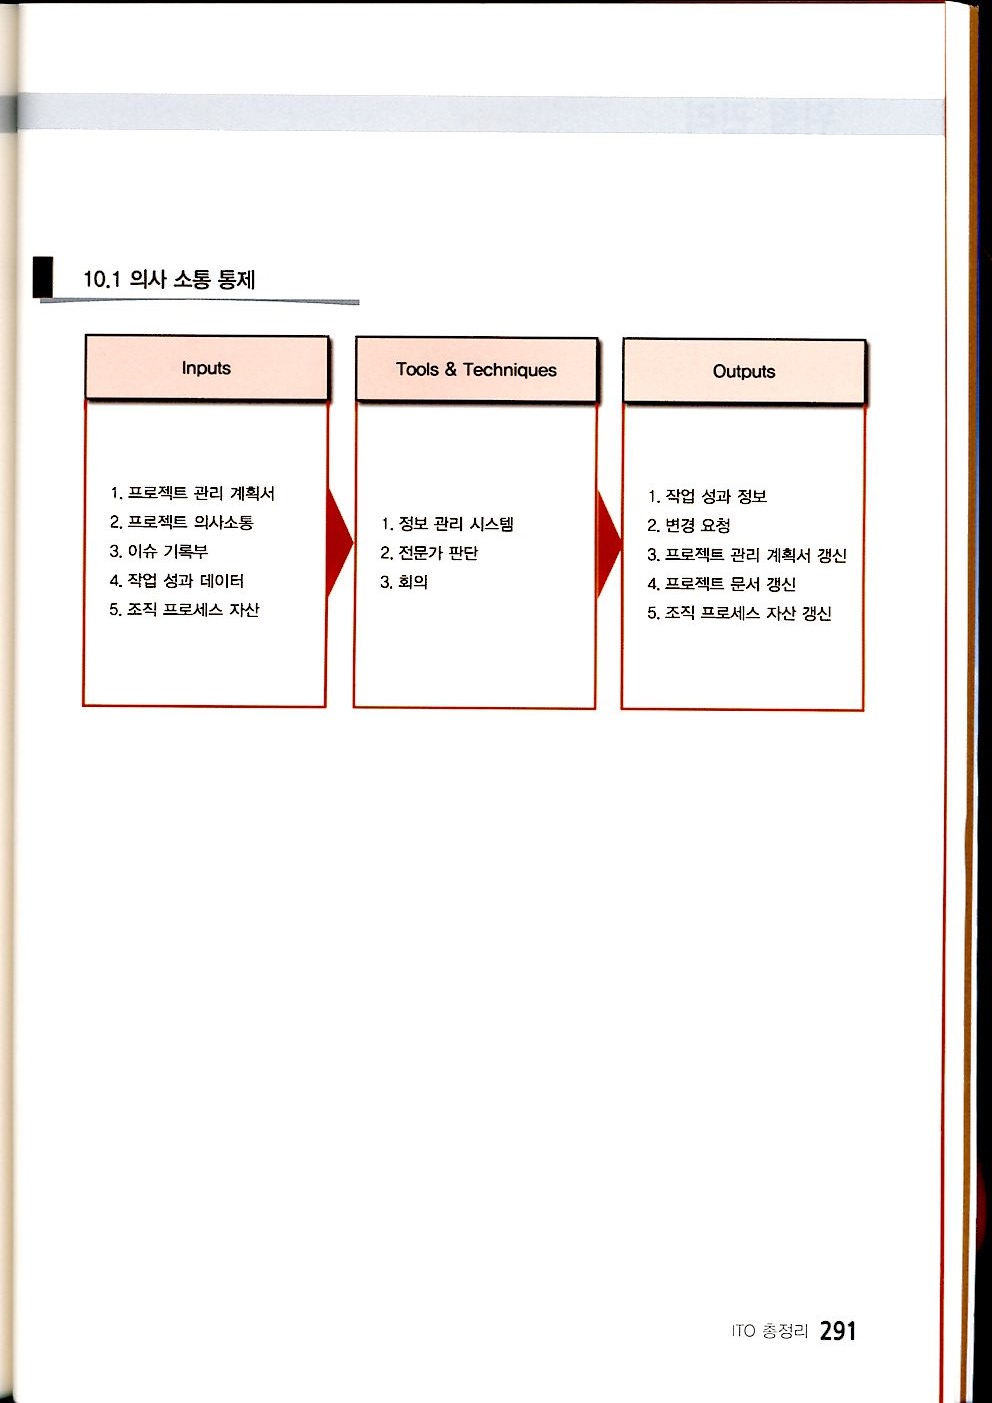 10.1 의사 소통 통제
Inputs
1. 프로젝트 관리 계획서
2. 프로젝트 의사소통
3. 이슈 기록부
4. 작업 성과 데이터
5. 조직 프로세스 자산
Tools & Techniques
1. 정보 관리 시스템
2. 전문가 판단
3. 회의
Outputs
1. 작업 성과 정보
2. 변경 요청
3. 프로젝트 관리 계획서 갱신
4. 프로젝트 문서 갱신
5. 조직 프로세스 자산 갱신
ITO 총정리 291